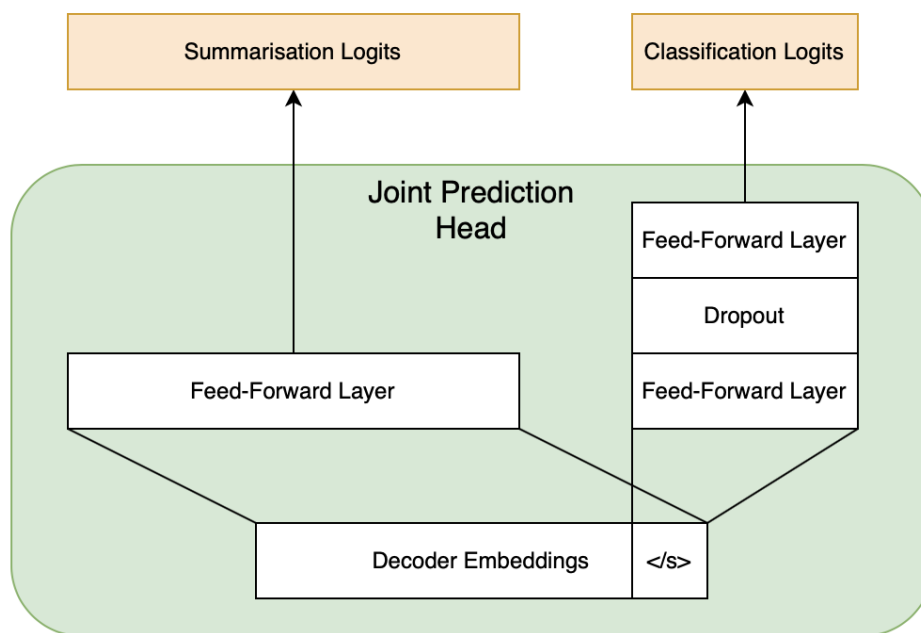 Summarisation Logits
Classification Logits
Joint Prediction
Head
Feed-Forward Layer
Dropout
Feed-Forward Layer
Feed-Forward Layer
Decoder Embeddings
</s>